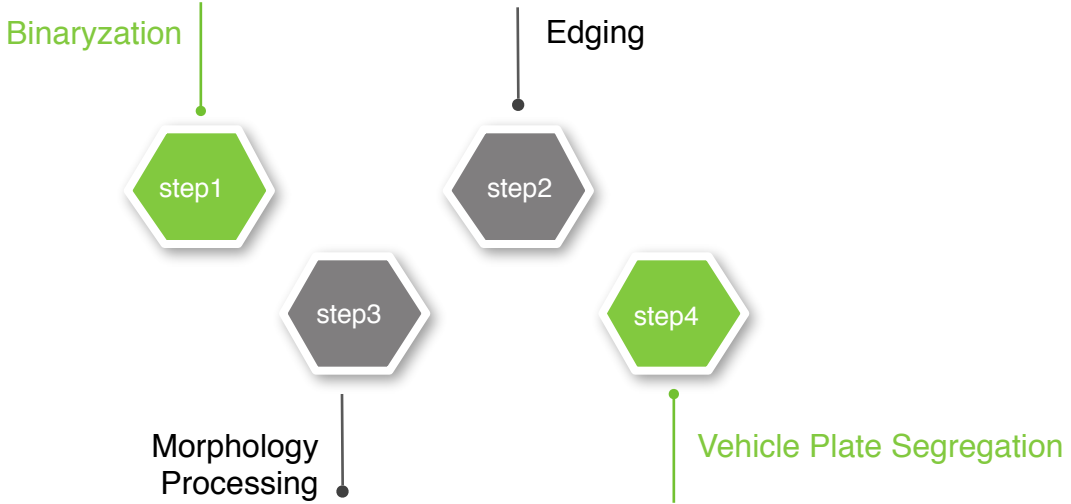 Binaryzation
Edging
step1
step2
step3
step4
Morphology
Processing
Vehicle Plate Segregation